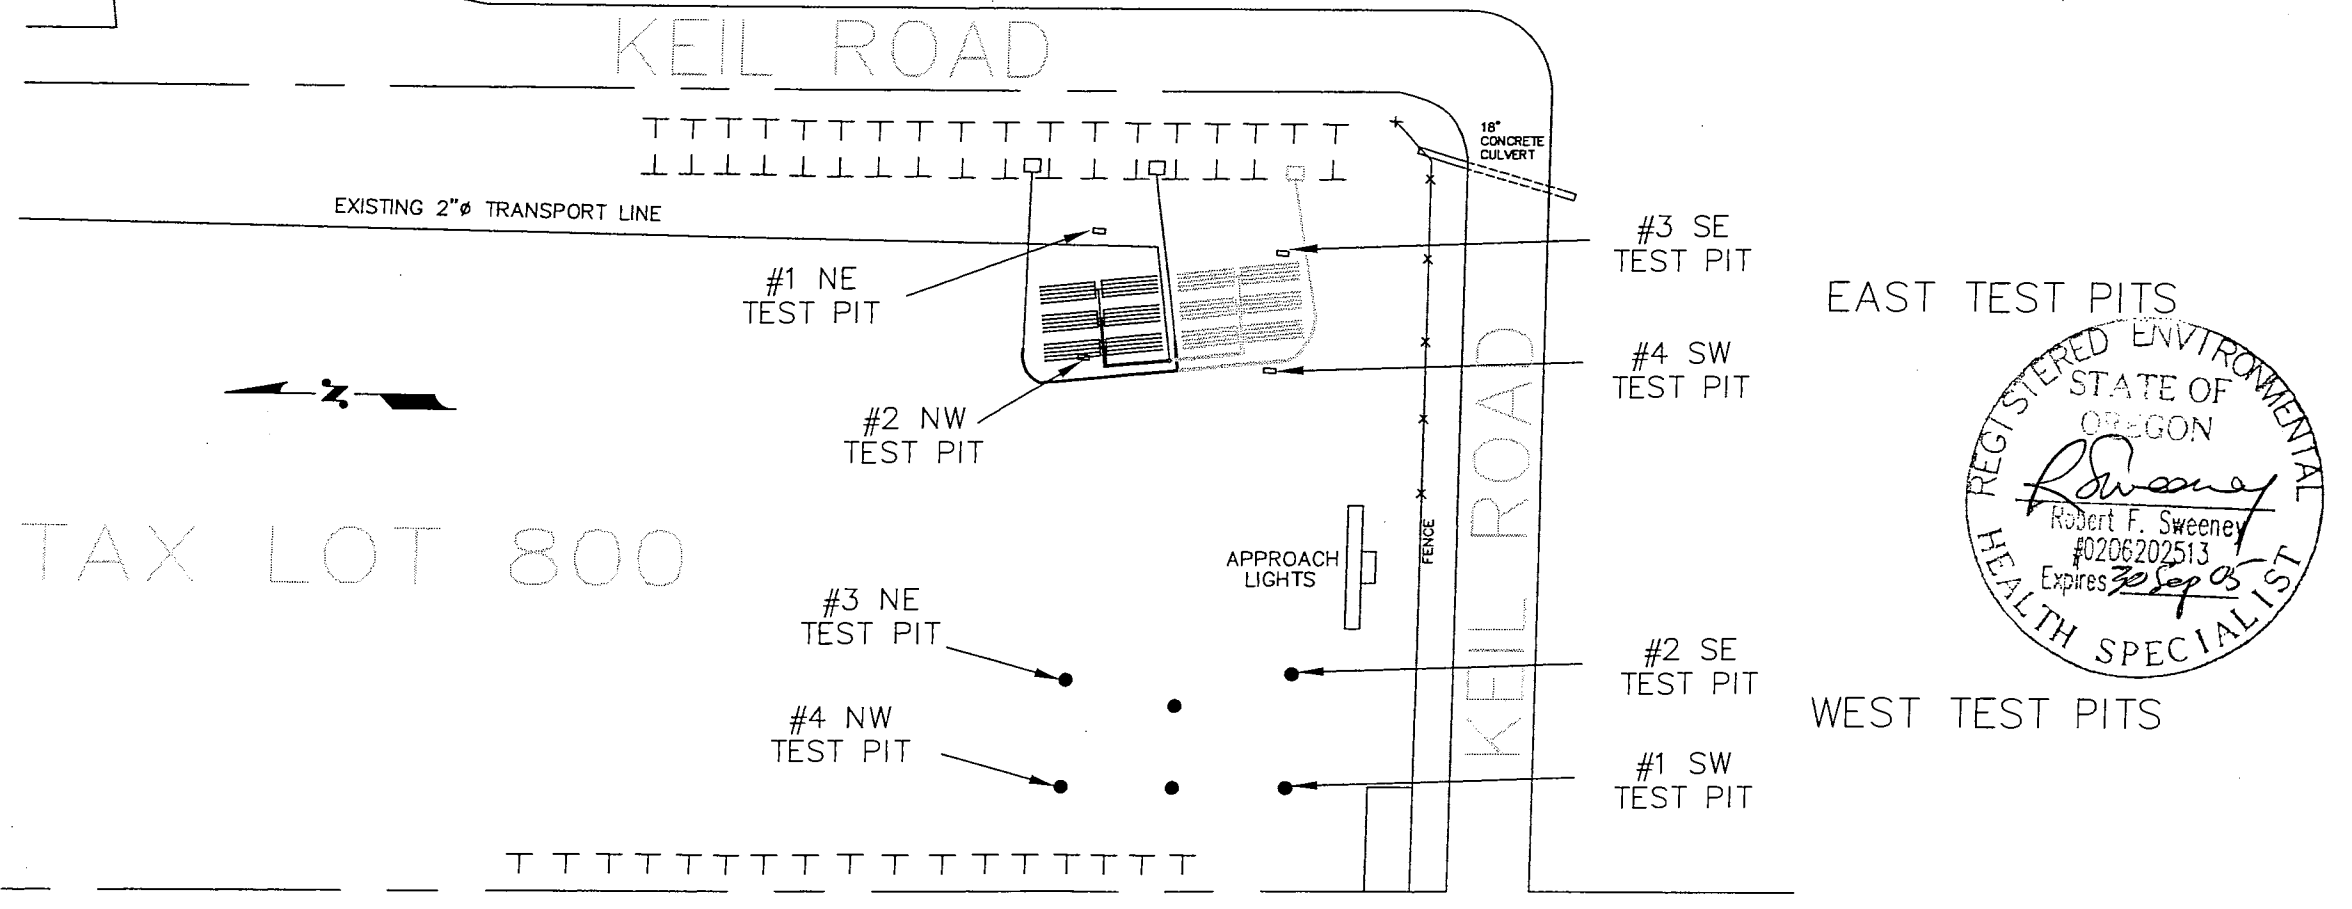 KEIL ROAD
18"
CONCRETE
CULVERT
EXISTING 2"ø TRANSPORT LINE
#1 NE
TEST PIT
#3 SE
TEST PIT
EAST TEST PITS
#4 SW
TEST PIT
#2 NW
TEST PIT
N
KEIL ROAD
FENCE
TAX LOT 800
APPROACH
LIGHTS
#3 NE
TEST PIT
#2 SE
TEST PIT
WEST TEST PITS
#4 NW
TEST PIT
#1 SW
TEST PIT
REGISTERED ENVIRONMENTAL
HEALTH SPECIALIST
STATE OF
OREGON
RSweeney
Robert F. Sweeney
#0206202513
Expires 30 Sep 05